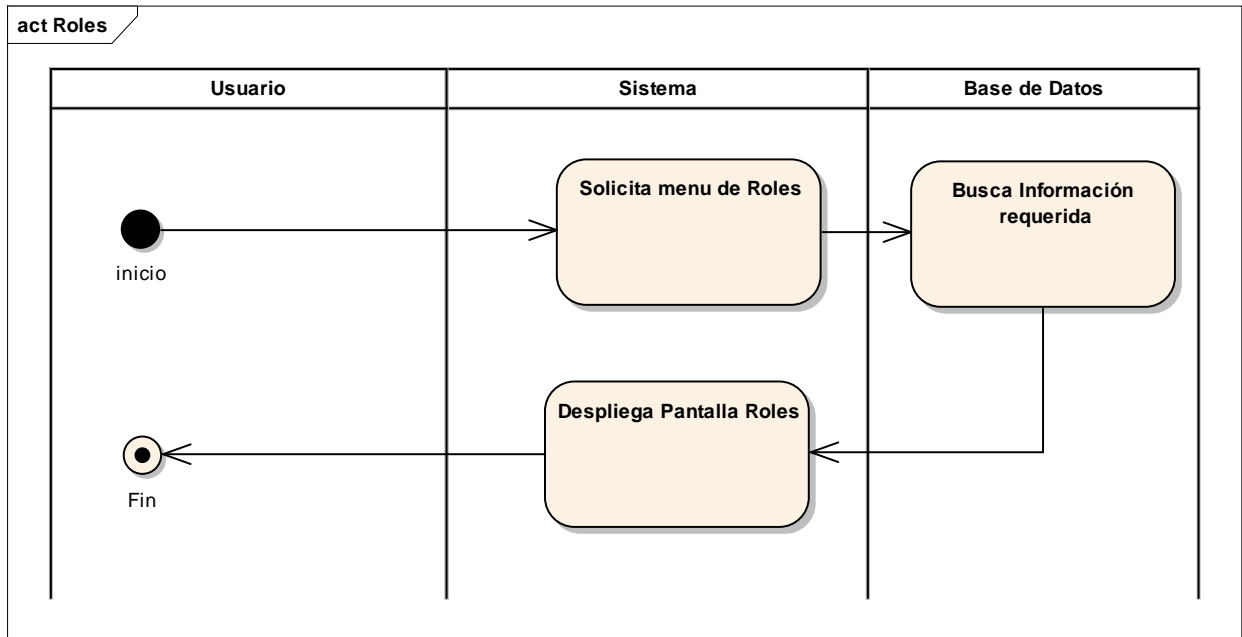 act Roles
Usuario
Sistema
Base de Datos
Solicita menu de Roles
Busca Información
requerida
inicio
Despliega Pantalla Roles
Fin